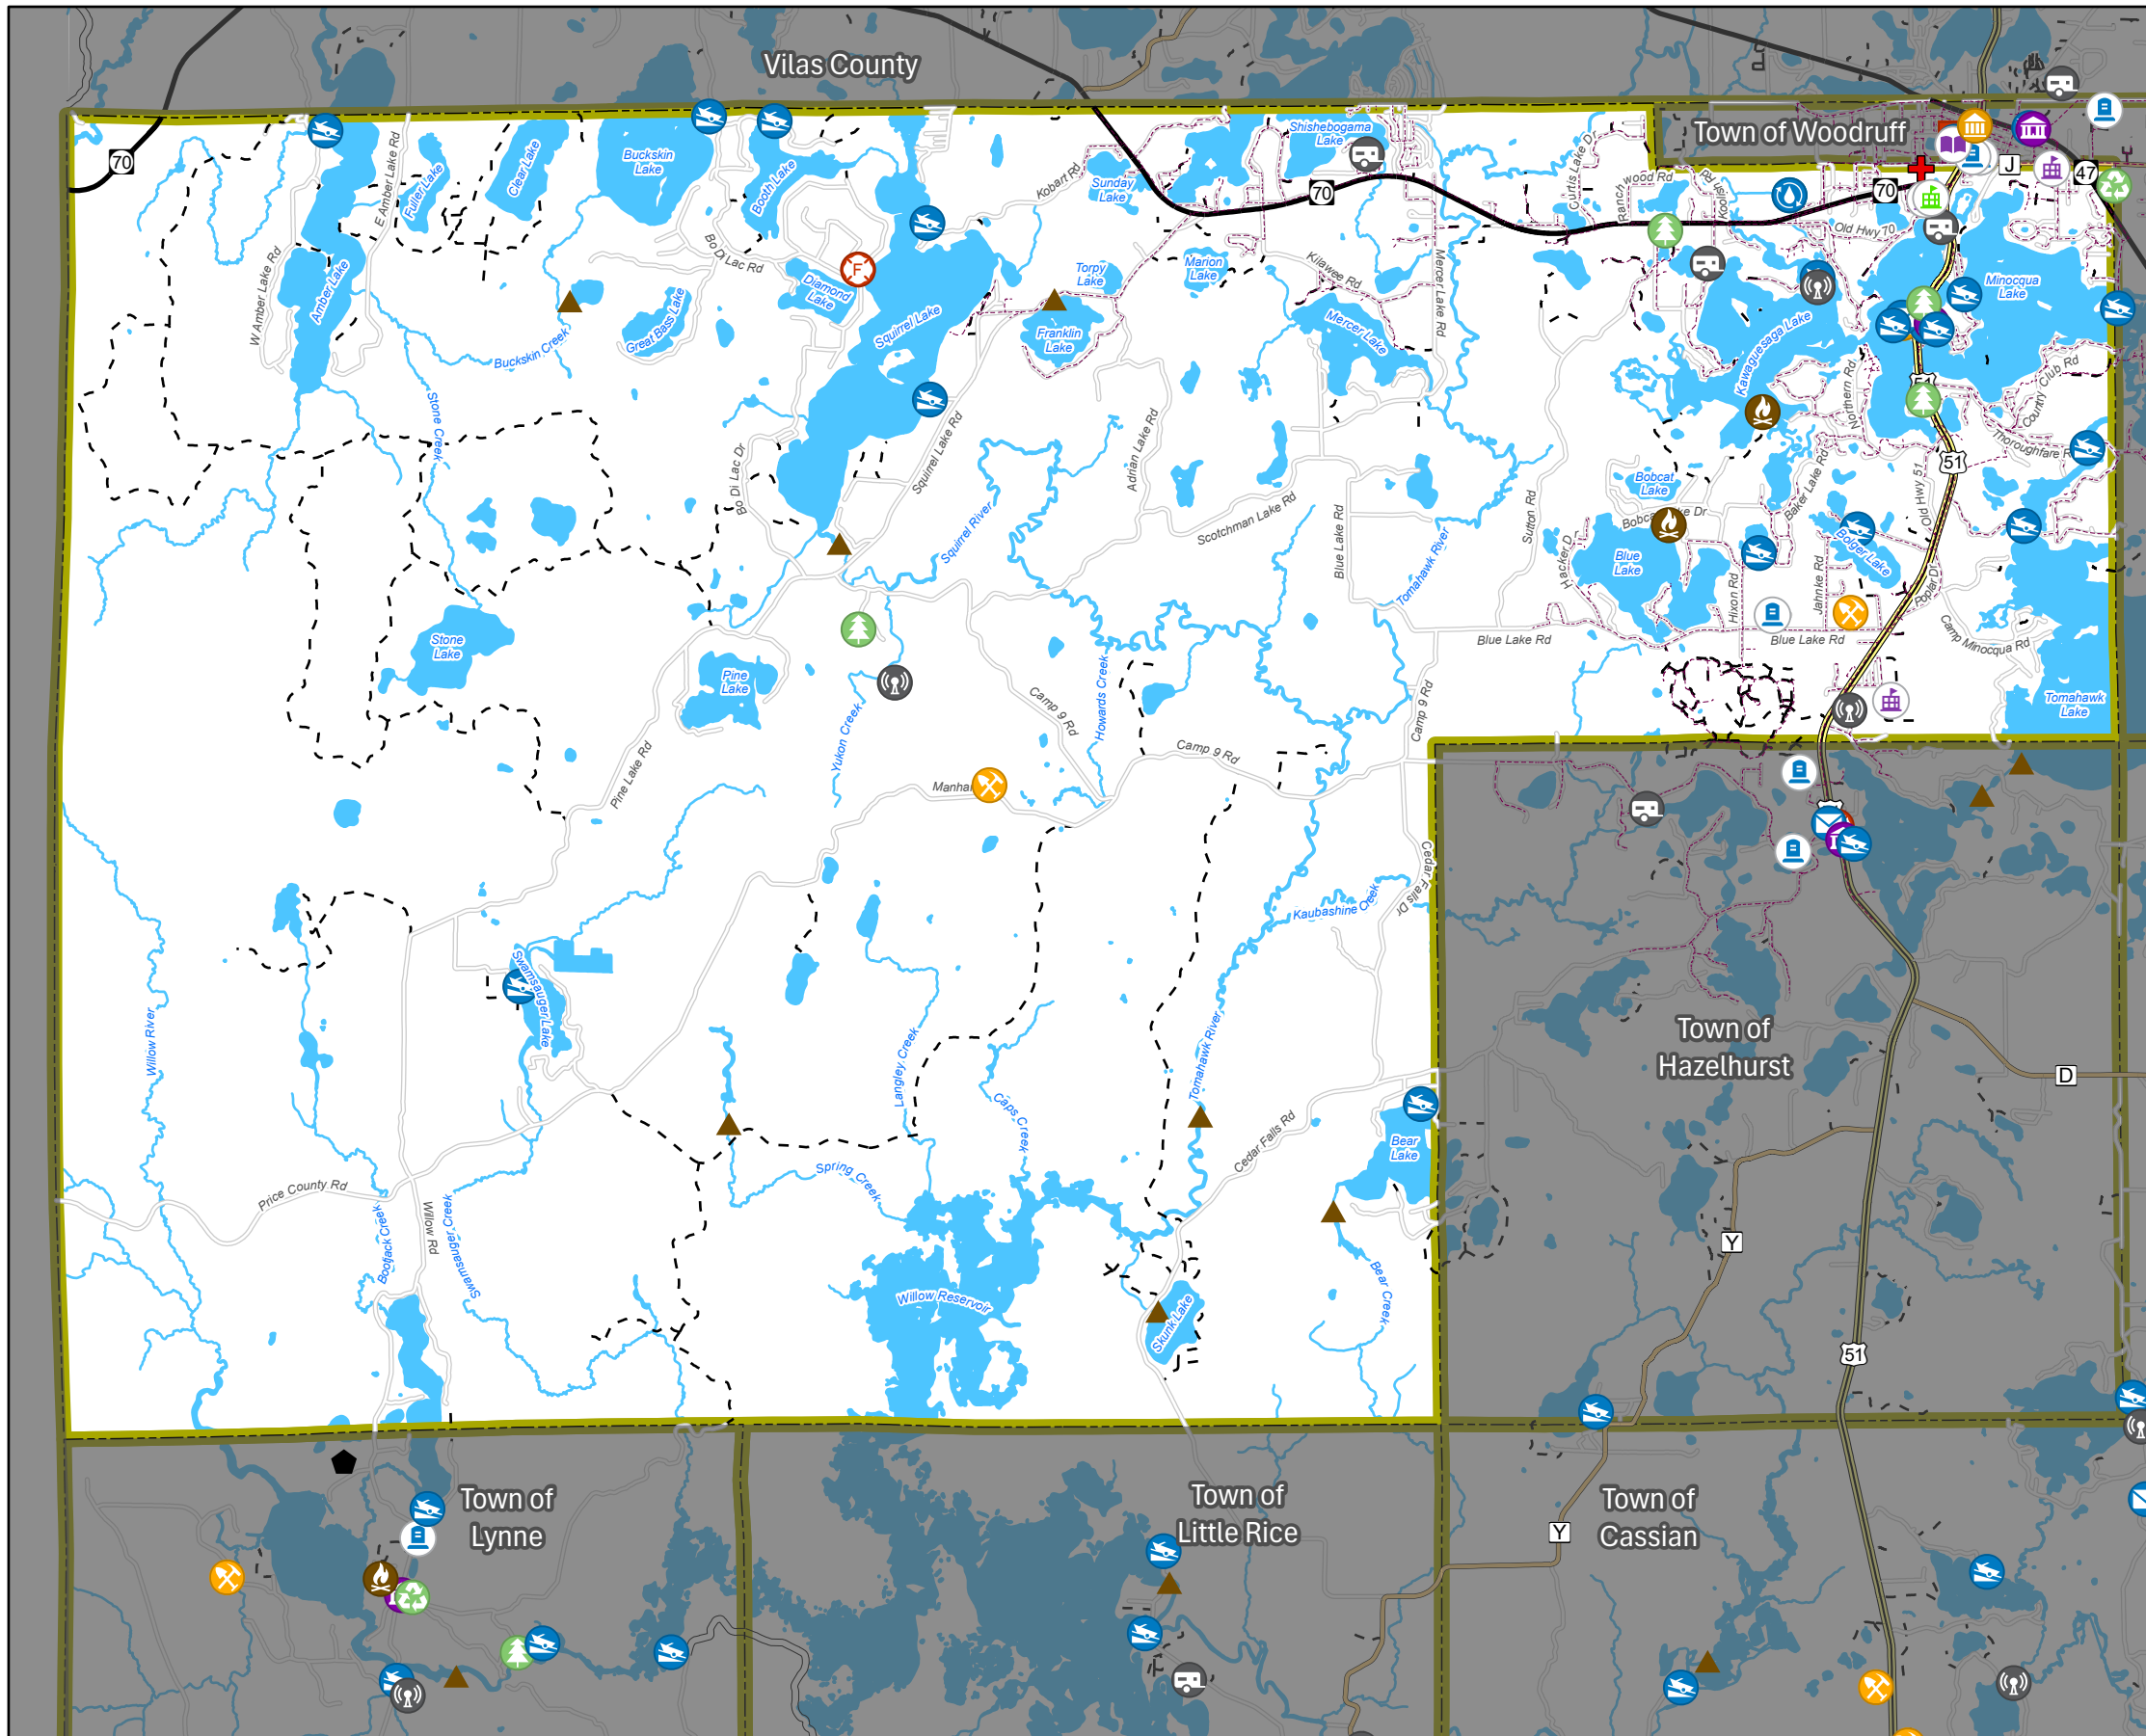 Vilas County
Town of Woodruff
70
J
47
Shishebogama
Lake
Buckskin
Lake
Clear Lake
Fuller Lake
E Amber Lake Rd
Booth Lake
Kobart Rd
Sunday
Lake
70
Curtis Lake Dr
Ranchwood Rd
Koolish Rd
70
Old Hwy 70
W Amber Lake Rd
Amber Lake
Bo Di Lac Rd
F
Diamond
Lake
Torpy
Lake
Marion
Lake
Kilawee Rd
Mercer Lake Rd
Minocqua
Lake
Great Bass Lake
Buckskin Creek
Squirrel Lake
Franklin
Lake
Mercer Lake
Kawaguesaga Lake
Northern Rd
51
Country Club Rd
Stone Creek
Squirrel Lake Rd
Adrian Lake Rd
Thoroughfare R
51
Bo Di Lac Dr
Bobcat
Lake
Baker Lake Rd
Old Hwy 51
Scotchman Lake Rd
Blue Lake Rd
Sutton Rd
Squirrel River
Tomahawk River
Hacker D
Blue
Lake
Bolger Lake
Hixon Rd
Jahnke Rd
Poplar Dr
Stone
Lake
Blue Lake Rd
Blue Lake Rd
Camp Minocqua Rd
Pine
Lake
Yukon Creek
Camp 9 Rd
Howards Creek
Camp 9 Rd
Camp 9 Rd
Tomahawk
Lake
Pine Lake Rd
Manha
Cedar Falls Dr
Kaubashine Creek
Swamsauger Lake
Willow River
Langley Creek
Caps Creek
Tomahawk River
Town of
Hazelhurst
D
Cedar Falls Rd
Bear
Lake
Spring Creek
Price County Rd
Willow Rd
Bootjack Creek
Swamsauger Creek
Willow Reservoir
Skunk Lake
Bear Creek
Y
51
Town of
Lynne
Town of
Little Rice
Town of
Cassian
Y